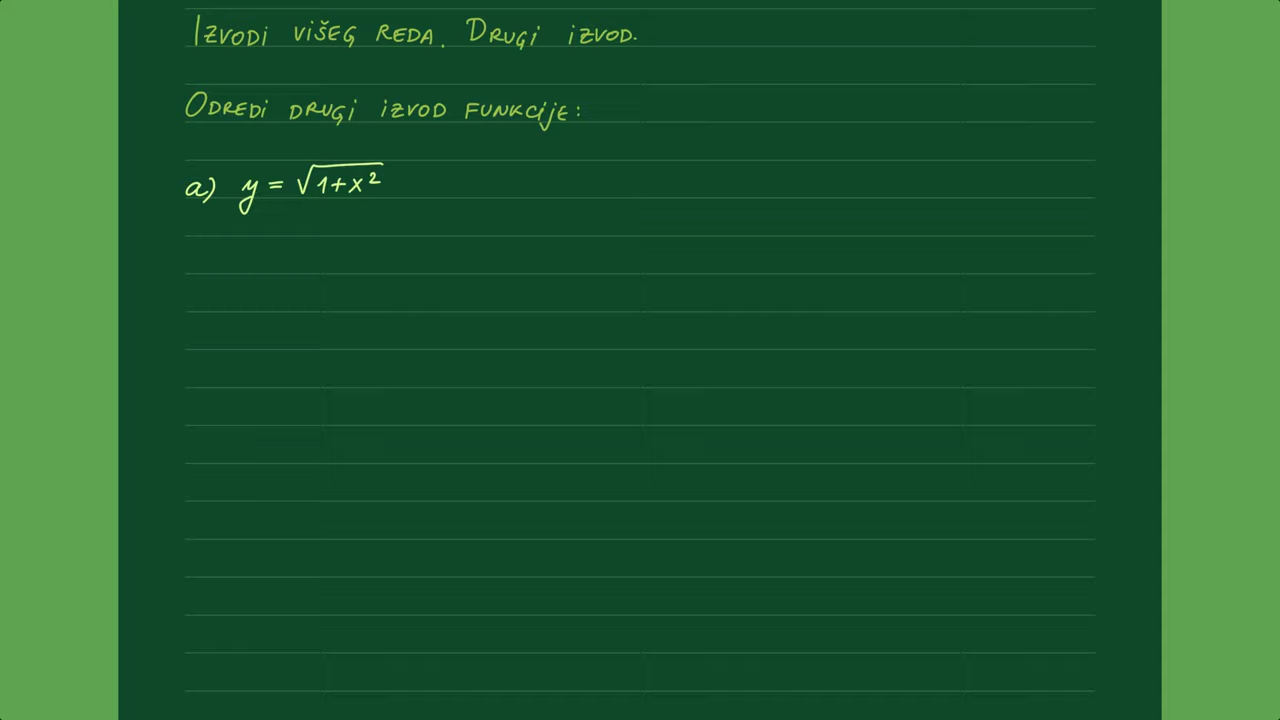 Izvodi višeg reda. Drugi izvod.
Odredi drugi izvod funkcije:
a) y = √(1+x²)